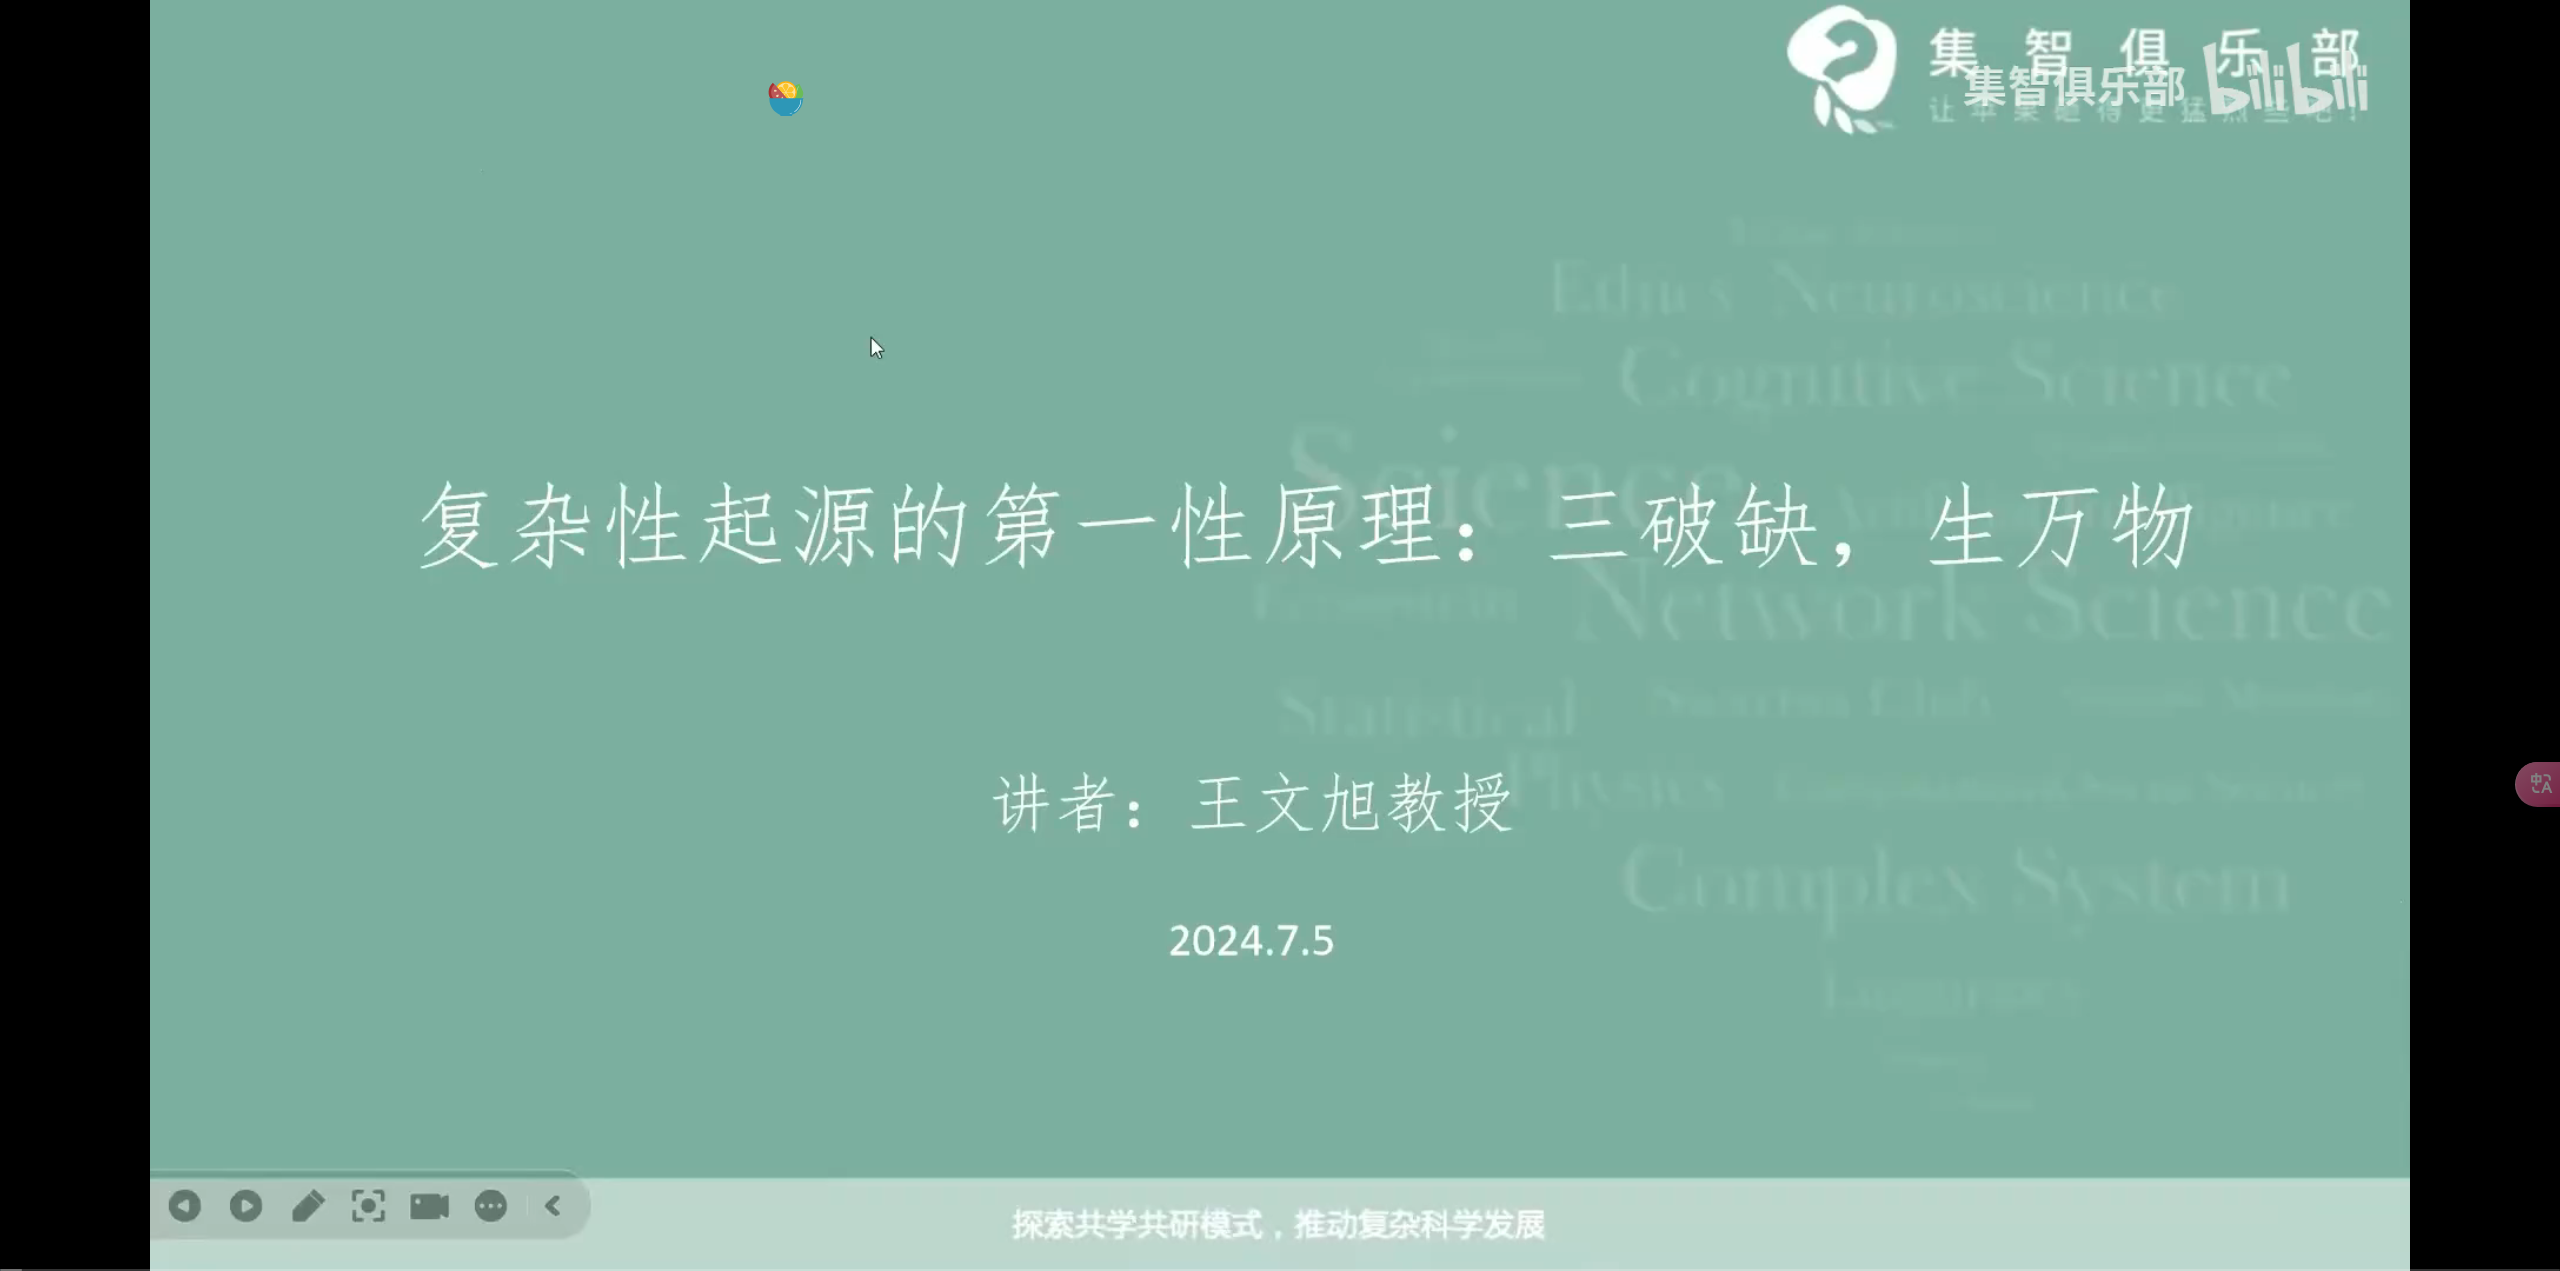 集智俱乐部
集智俱乐部 bilibili
让苹果砸得更猛烈些吧！
Neuroscience
Cognitive Science
Science
复杂性起源的第一性原理：三破缺，生万物
Network Science
Statistical
Physics
讲者：王文旭教授
Complex System
2024.7.5
探索共学共研模式，推动复杂科学发展
中A